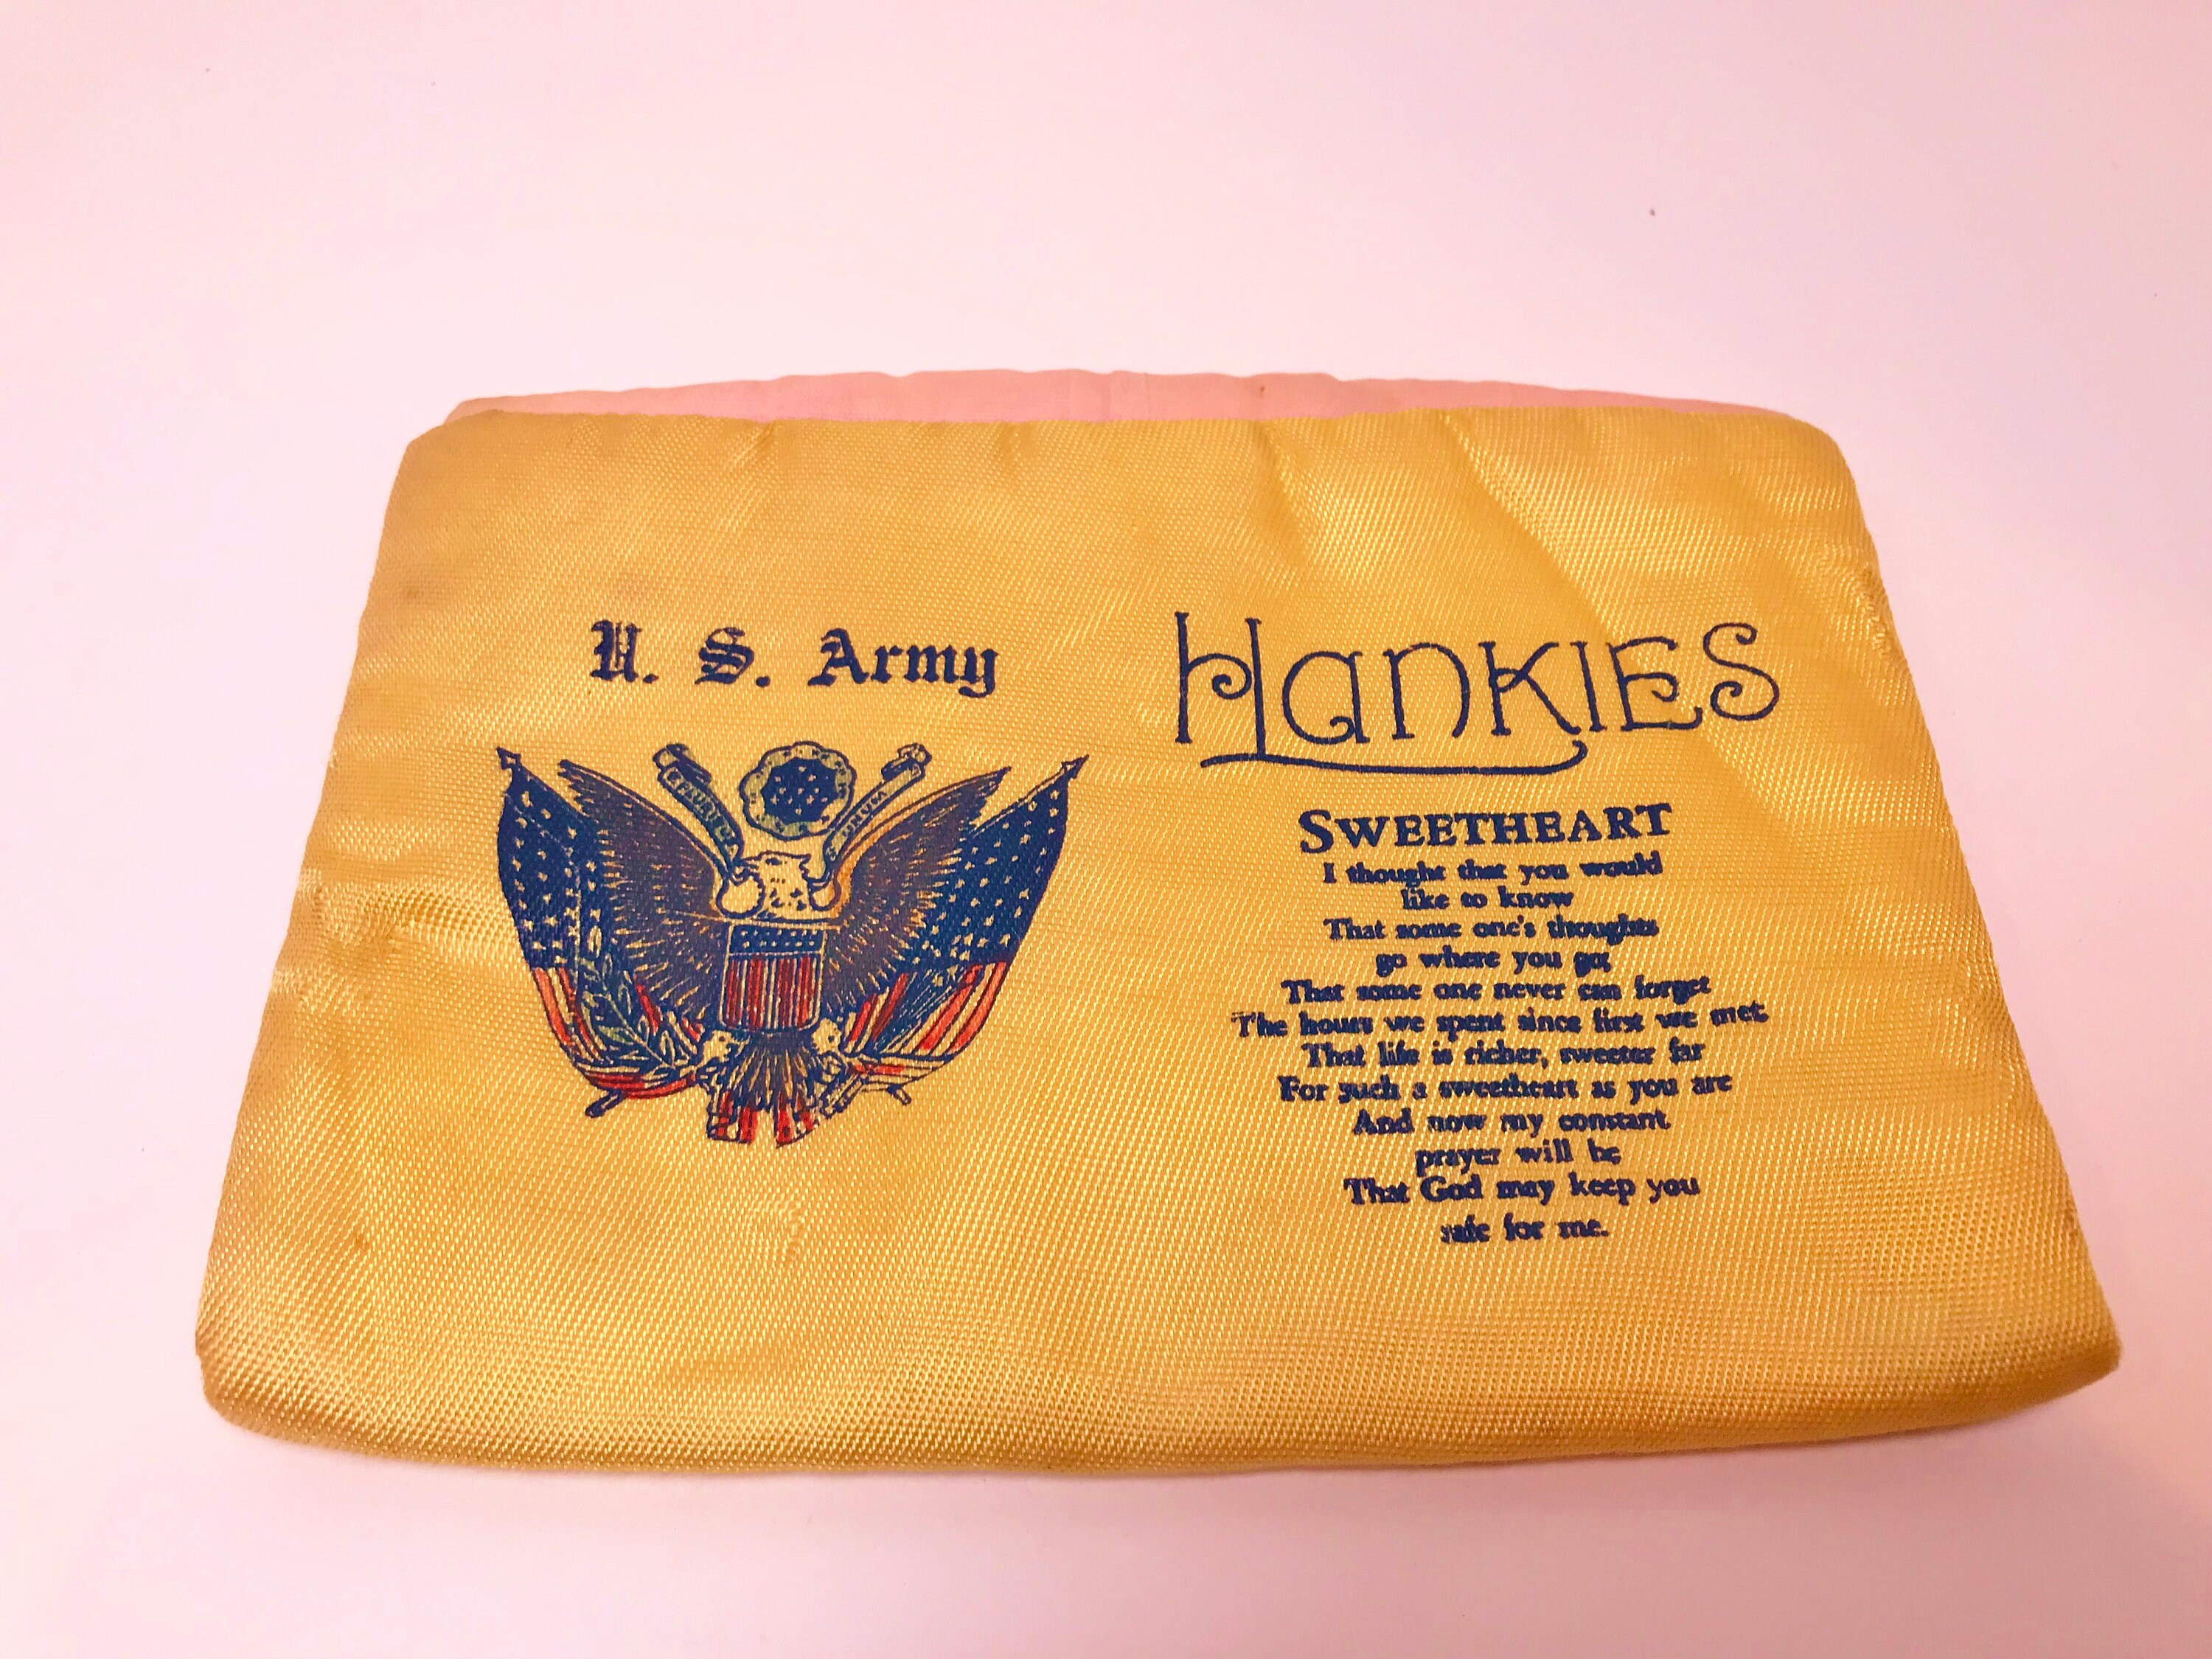 U. S. Army
HANKIES
E PLURIBUS
UNUM
SWEETHEART
I thought that you would
like to know
That some one's thoughts
go where you go;
That some one never can forget
The hours we spent since first we met.
That life is richer, sweeter far
For such a sweetheart as you are
And now my constant
prayer will be
That God may keep you
safe for me.